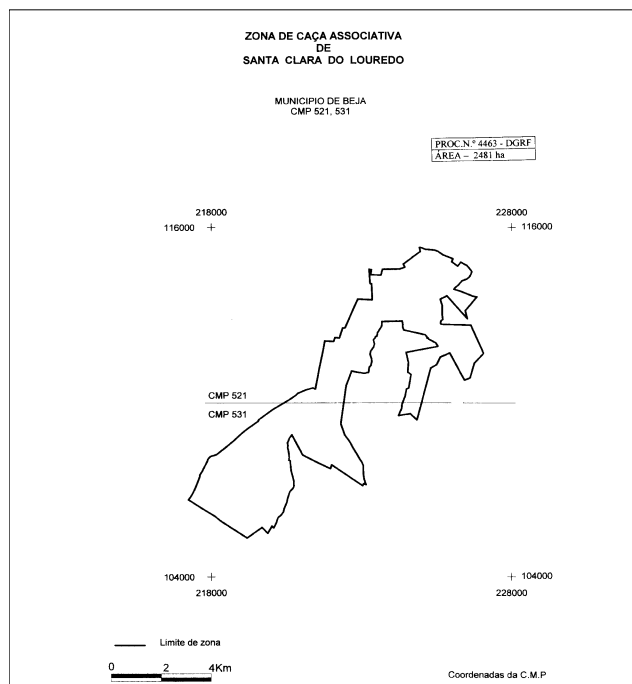 ZONA DE CAÇA ASSOCIATIVA
DE
SANTA CLARA DO LOUREDO
MUNICIPIO DE BEJA
CMP 521, 531
PROC.N.º 4463 - DGRF
ÁREA - 2481 ha
218000 228000
116000 116000
CMP 521
CMP 531
104000 104000
218000 228000
Limite de zona
0 2 4Km
Coordenadas da C.M.P